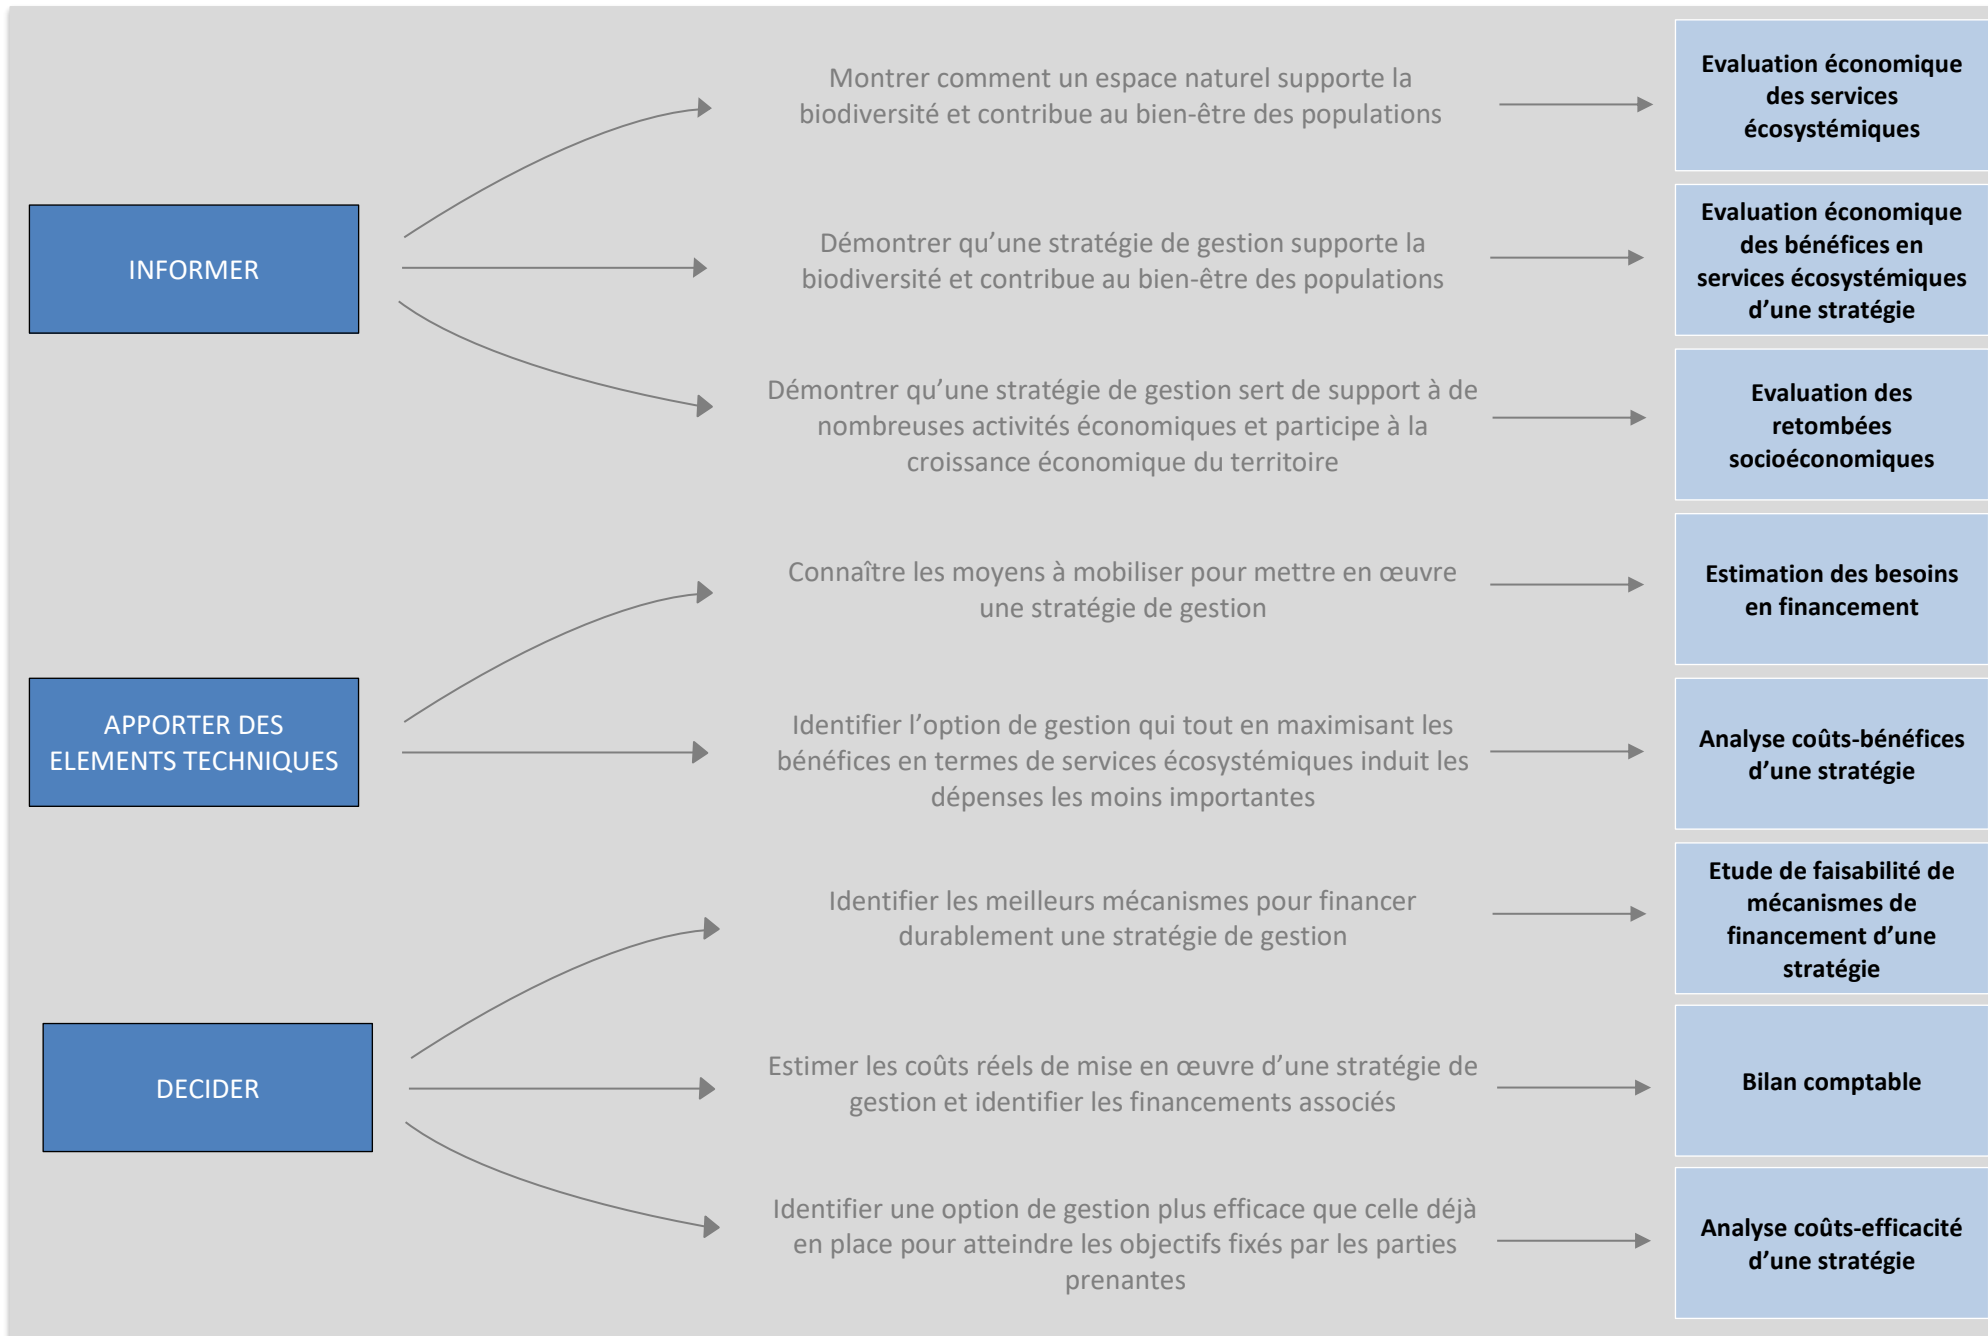 Montrer comment un espace naturel supporte la
biodiversité et contribue au bien-être des populations
Evaluation économique
des services
écosystémiques
INFORMER
Démontrer qu’une stratégie de gestion supporte la
biodiversité et contribue au bien-être des populations
Evaluation économique
des bénéfices en
services écosystémiques
d’une stratégie
Démontrer qu’une stratégie de gestion sert de support à de
nombreuses activités économiques et participe à la
croissance économique du territoire
Evaluation des
retombées
socioéconomiques
Connaître les moyens à mobiliser pour mettre en œuvre
une stratégie de gestion
Estimation des besoins
en financement
APPORTER DES
ELEMENTS TECHNIQUES
Identifier l’option de gestion qui tout en maximisant les
bénéfices en termes de services écosystémiques induit les
dépenses les moins importantes
Analyse coûts-bénéfices
d’une stratégie
Identifier les meilleurs mécanismes pour financer
durablement une stratégie de gestion
Etude de faisabilité de
mécanismes de
financement d’une
stratégie
DECIDER
Estimer les coûts réels de mise en œuvre d’une stratégie de
gestion et identifier les financements associés
Bilan comptable
Identifier une option de gestion plus efficace que celle déjà
en place pour atteindre les objectifs fixés par les parties
prenantes
Analyse coûts-efficacité
d’une stratégie